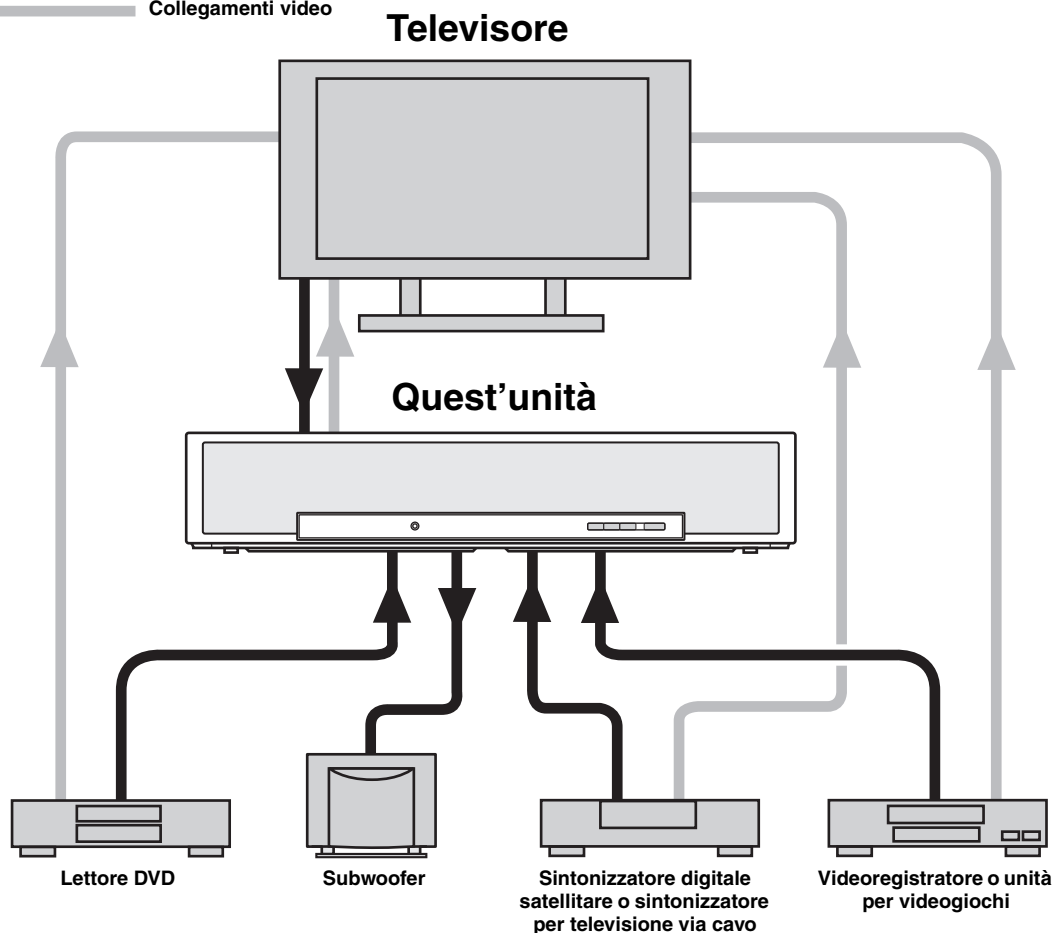 Collegamenti video
Televisore
Quest'unità
Lettore DVD
Subwoofer
Sintonizzatore digitale
satellitare o sintonizzatore
per televisione via cavo
Videoregistratore o unità
per videogiochi